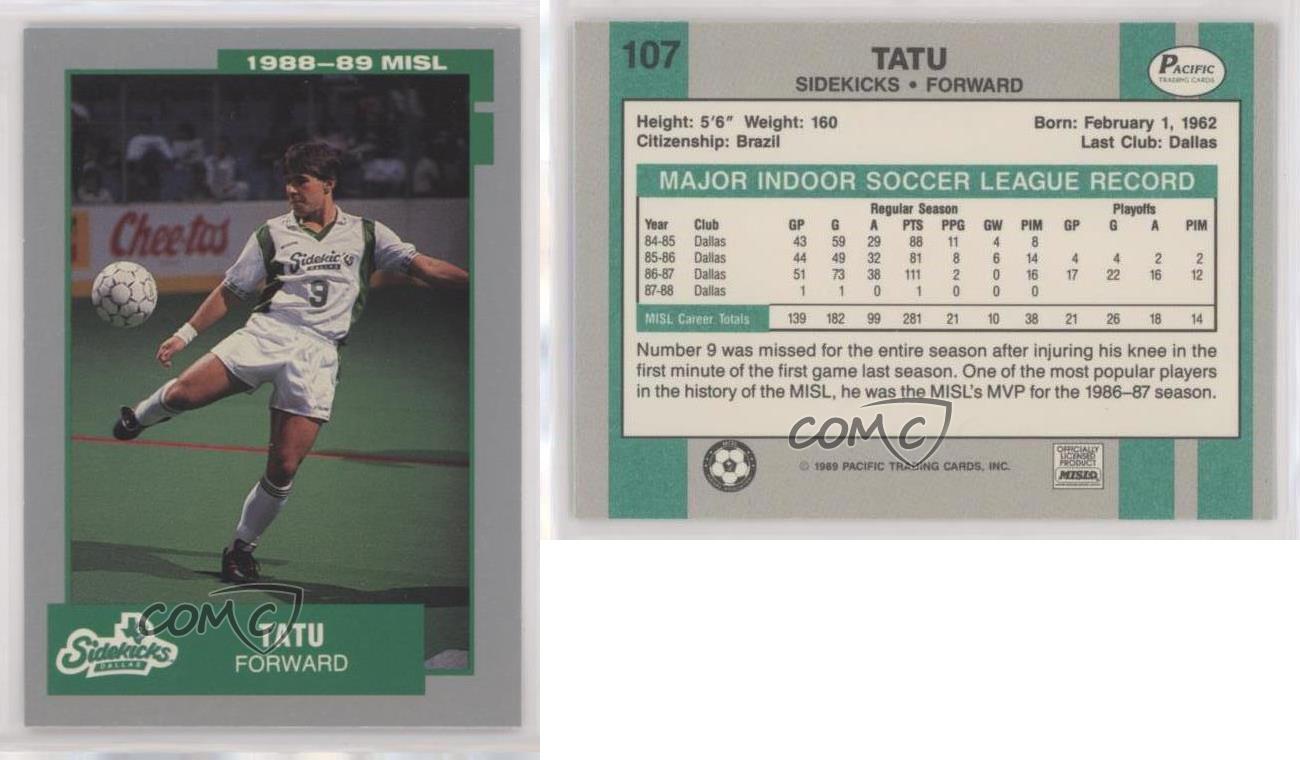 1988–89 MISL
Chee·tos
Sidekicks
DALLAS
9
COMC
Sidekicks
DALLAS
TATU
FORWARD
107
TATU
SIDEKICKS • FORWARD
PACIFIC
TRADING CARDS
Height: 5'6" Weight: 160
Born: February 1, 1962
Citizenship: Brazil
Last Club: Dallas
MAJOR INDOOR SOCCER LEAGUE RECORD
Regular Season Playoffs
Year Club GP G A PTS PPG GW PIM GP G A PIM
84-85 Dallas 43 59 29 88 11 4 8
85-86 Dallas 44 49 32 81 8 6 14 4 4 2 2
86-87 Dallas 51 73 38 111 2 0 16 17 22 16 12
87-88 Dallas 1 1 0 1 0 0 0
MISL Career Totals 139 182 99 281 21 10 38 21 26 18 14
Number 9 was missed for the entire season after injuring his knee in the
first minute of the first game last season. One of the most popular players
in the history of the MISL, he was the MISL's MVP for the 1986–87 season.
COMC
MISL
© 1989 PACIFIC TRADING CARDS, INC.
OFFICIALLY
LICENSED
PRODUCT
MISL